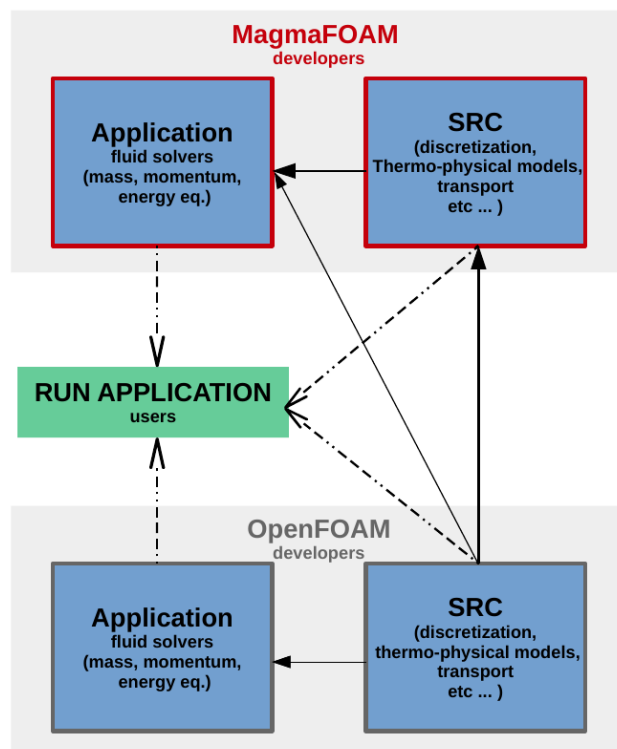 MagmaFOAM
developers
Application
fluid solvers
(mass, momentum,
energy eq.)
SRC
(discretization,
Thermo-physical models,
transport
etc ... )
RUN APPLICATION
users
OpenFOAM
developers
Application
fluid solvers
(mass, momentum,
energy eq.)
SRC
(discretization,
thermo-physical models,
transport
etc ... )